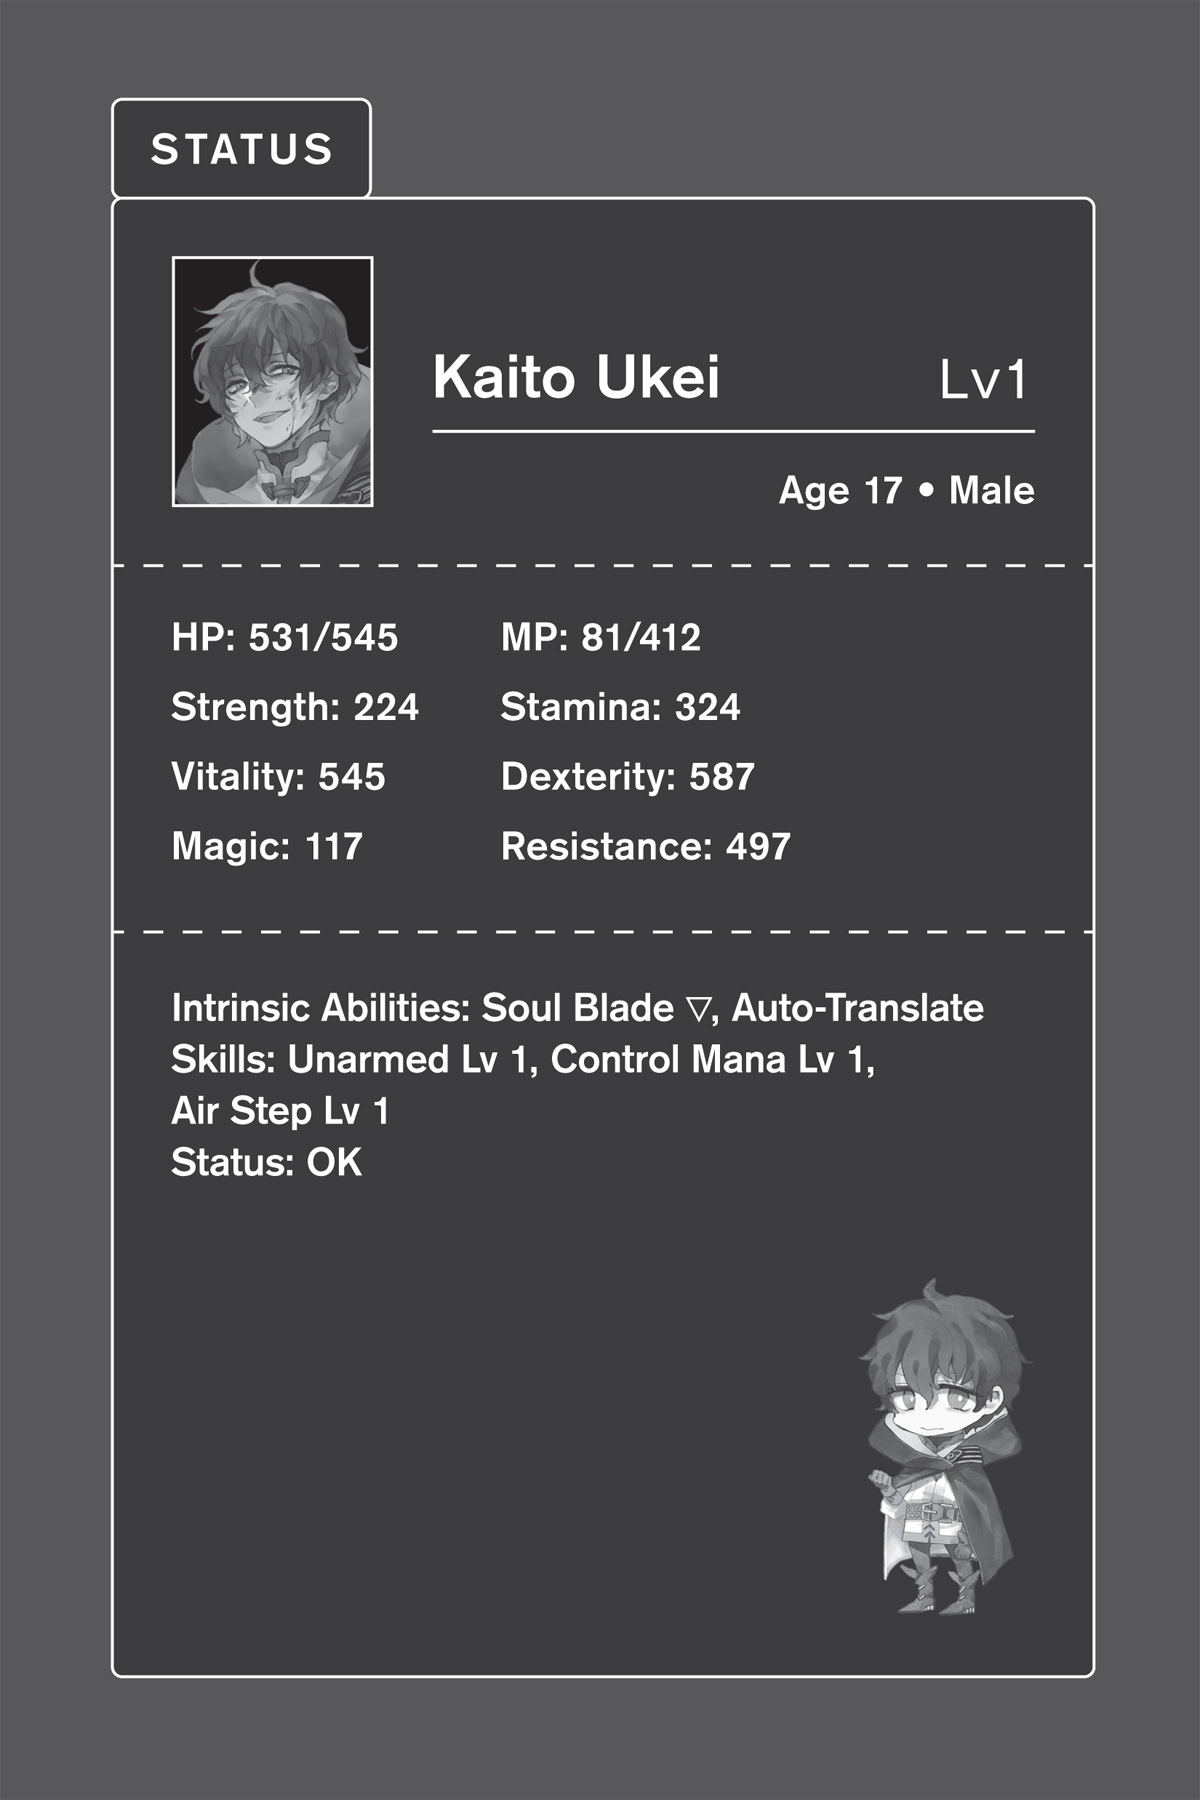 STATUS
Kaito Ukei Lv1
Age 17 • Male
HP: 531/545 MP: 81/412
Strength: 224 Stamina: 324
Vitality: 545 Dexterity: 587
Magic: 117 Resistance: 497
Intrinsic Abilities: Soul Blade ▽, Auto-Translate
Skills: Unarmed Lv 1, Control Mana Lv 1,
Air Step Lv 1
Status: OK